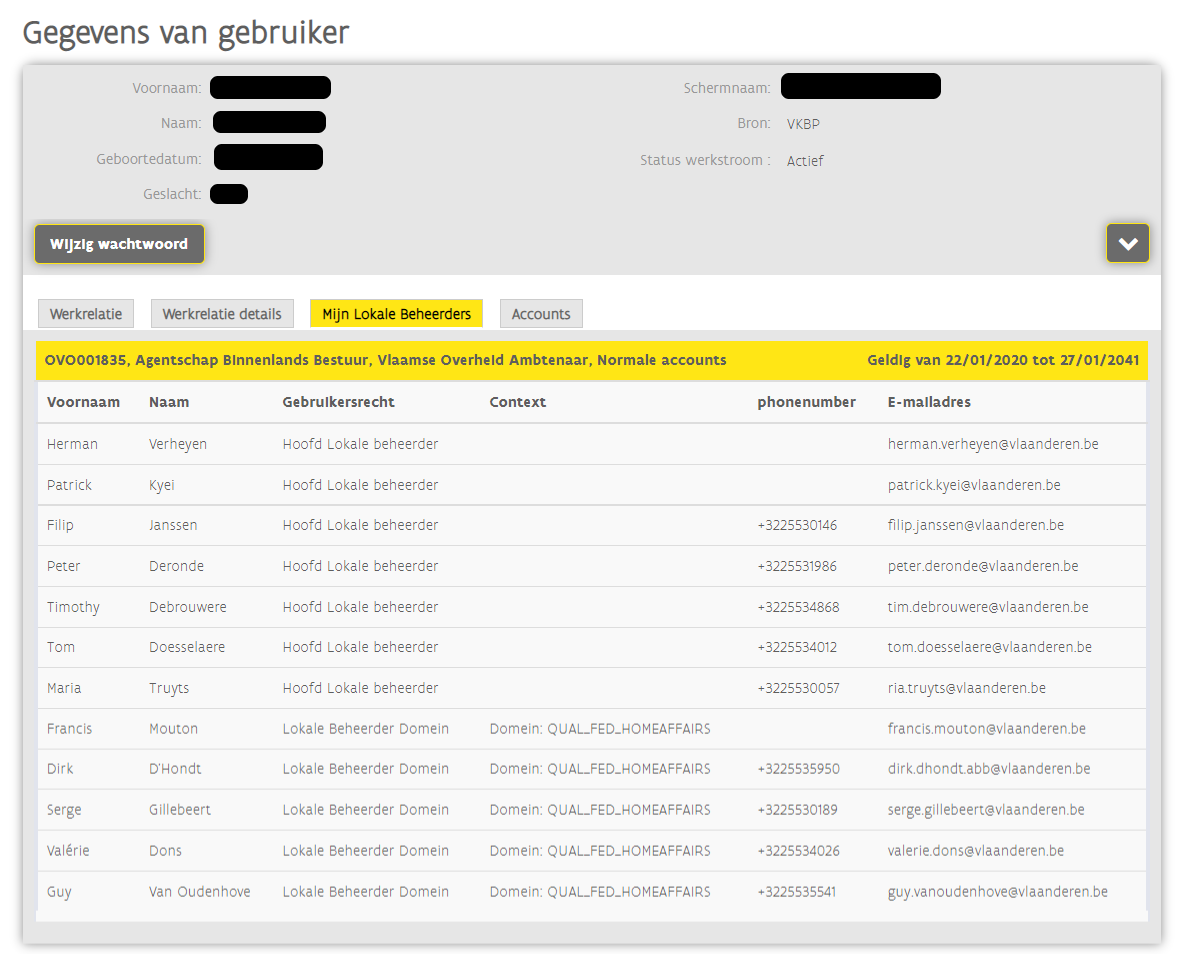 Gegevens van gebruiker
Voornaam: Schermnaam:
Naam: Bron: VKBP
Geboortedatum: Status werkstroom : Actief
Geslacht:
Wijzig wachtwoord
Werkrelatie Werkrelatie details Mijn Lokale Beheerders Accounts
OVO001835, Agentschap Binnenlands Bestuur, Vlaamse Overheid Ambtenaar, Normale accounts Geldig van 22/01/2020 tot 27/01/2041
Voornaam Naam Gebruikersrecht Context phonenumber E-mailadres
Herman Verheyen Hoofd Lokale beheerder herman.verheyen@vlaanderen.be
Patrick Kyei Hoofd Lokale beheerder patrick.kyei@vlaanderen.be
Filip Janssen Hoofd Lokale beheerder +3225530146 filip.janssen@vlaanderen.be
Peter Deronde Hoofd Lokale beheerder +3225531986 peter.deronde@vlaanderen.be
Timothy Debrouwere Hoofd Lokale beheerder +3225534868 tim.debrouwere@vlaanderen.be
Tom Doesselaere Hoofd Lokale beheerder +3225534012 tom.doesselaere@vlaanderen.be
Maria Truyts Hoofd Lokale beheerder +3225530057 ria.truyts@vlaanderen.be
Francis Mouton Lokale Beheerder Domein Domein: QUAL_FED_HOMEAFFAIRS francis.mouton@vlaanderen.be
Dirk D'Hondt Lokale Beheerder Domein Domein: QUAL_FED_HOMEAFFAIRS +3225535950 dirk.dhondt.abb@vlaanderen.be
Serge Gillebeert Lokale Beheerder Domein Domein: QUAL_FED_HOMEAFFAIRS +3225530189 serge.gillebeert@vlaanderen.be
Valérie Dons Lokale Beheerder Domein Domein: QUAL_FED_HOMEAFFAIRS +3225534026 valerie.dons@vlaanderen.be
Guy Van Oudenhove Lokale Beheerder Domein Domein: QUAL_FED_HOMEAFFAIRS +3225535541 guy.vanoudenhove@vlaanderen.be